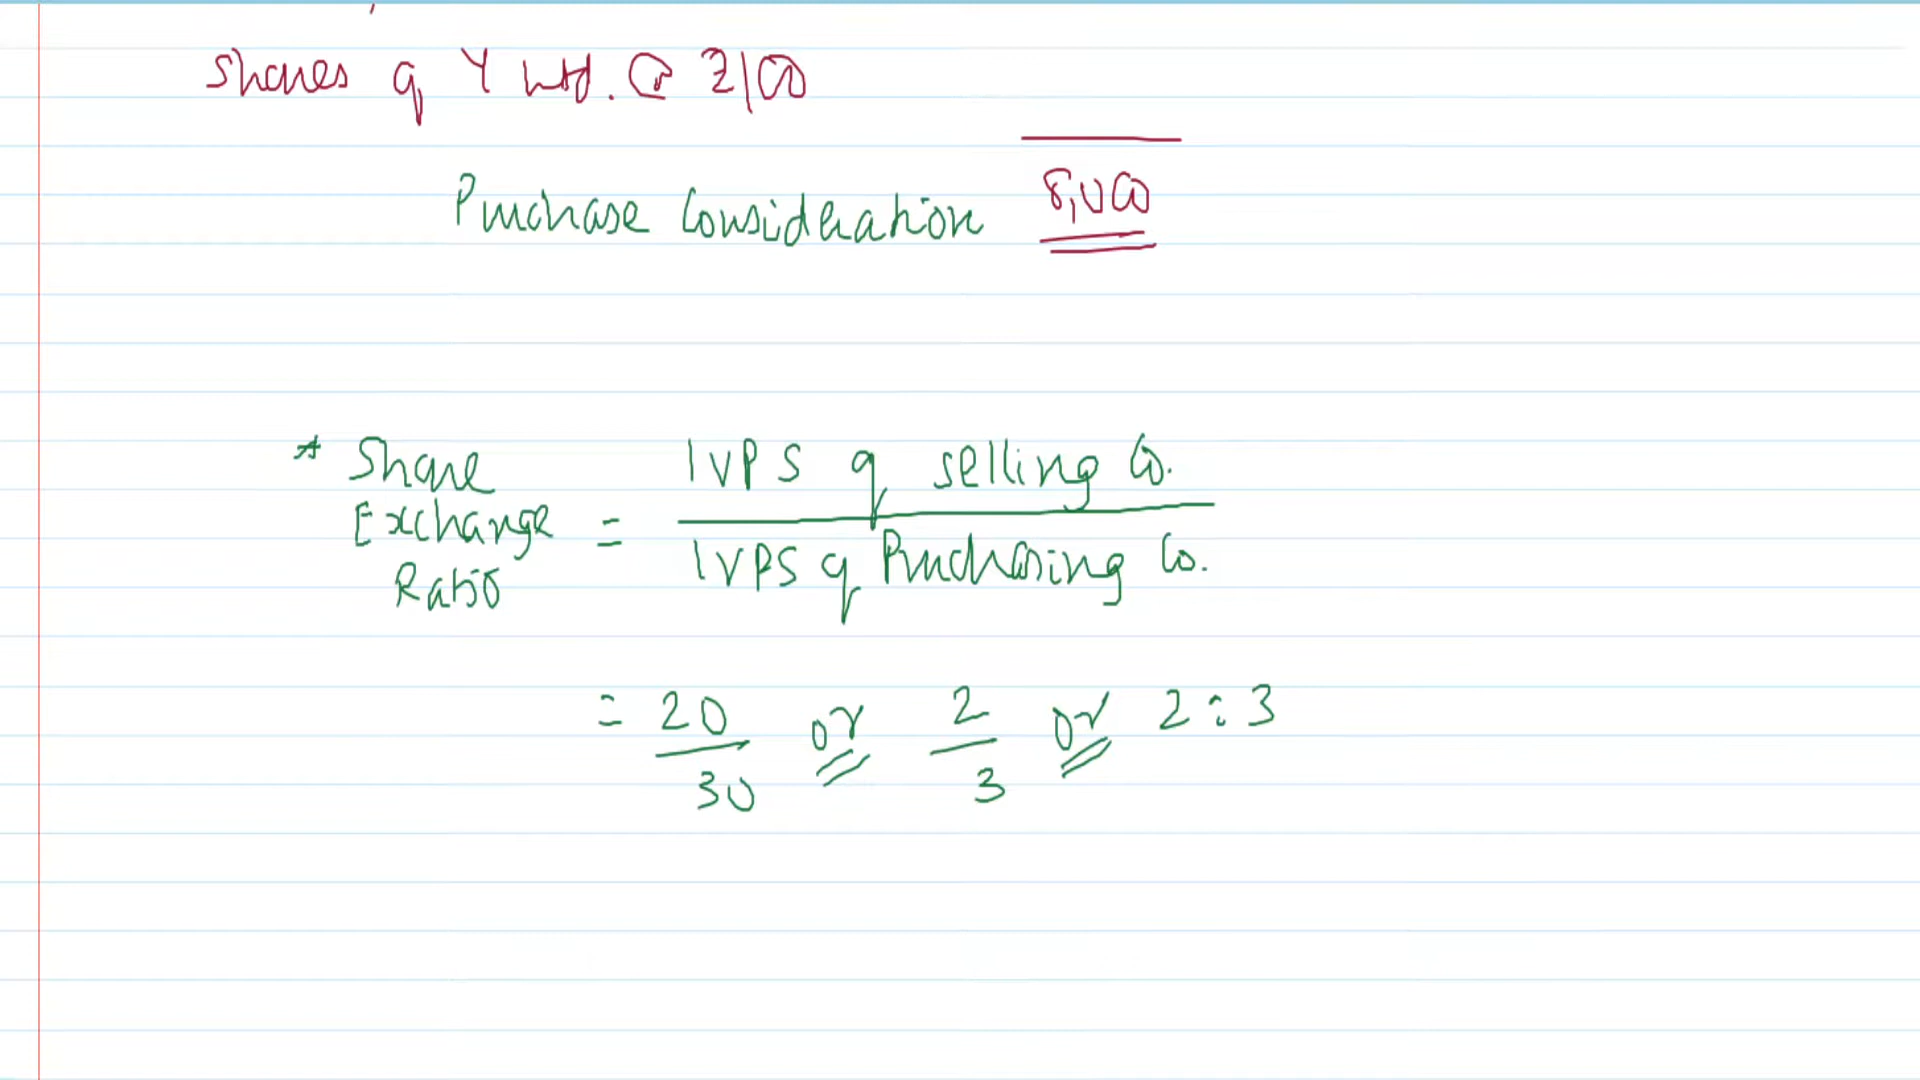 Shares of Y Ltd. @ ₹100
Purchase Consideration 8,000
* Share Exchange Ratio = IVPS of selling Co. / IVPS of Purchasing Co.
= 20/30 or 2/3 or 2:3